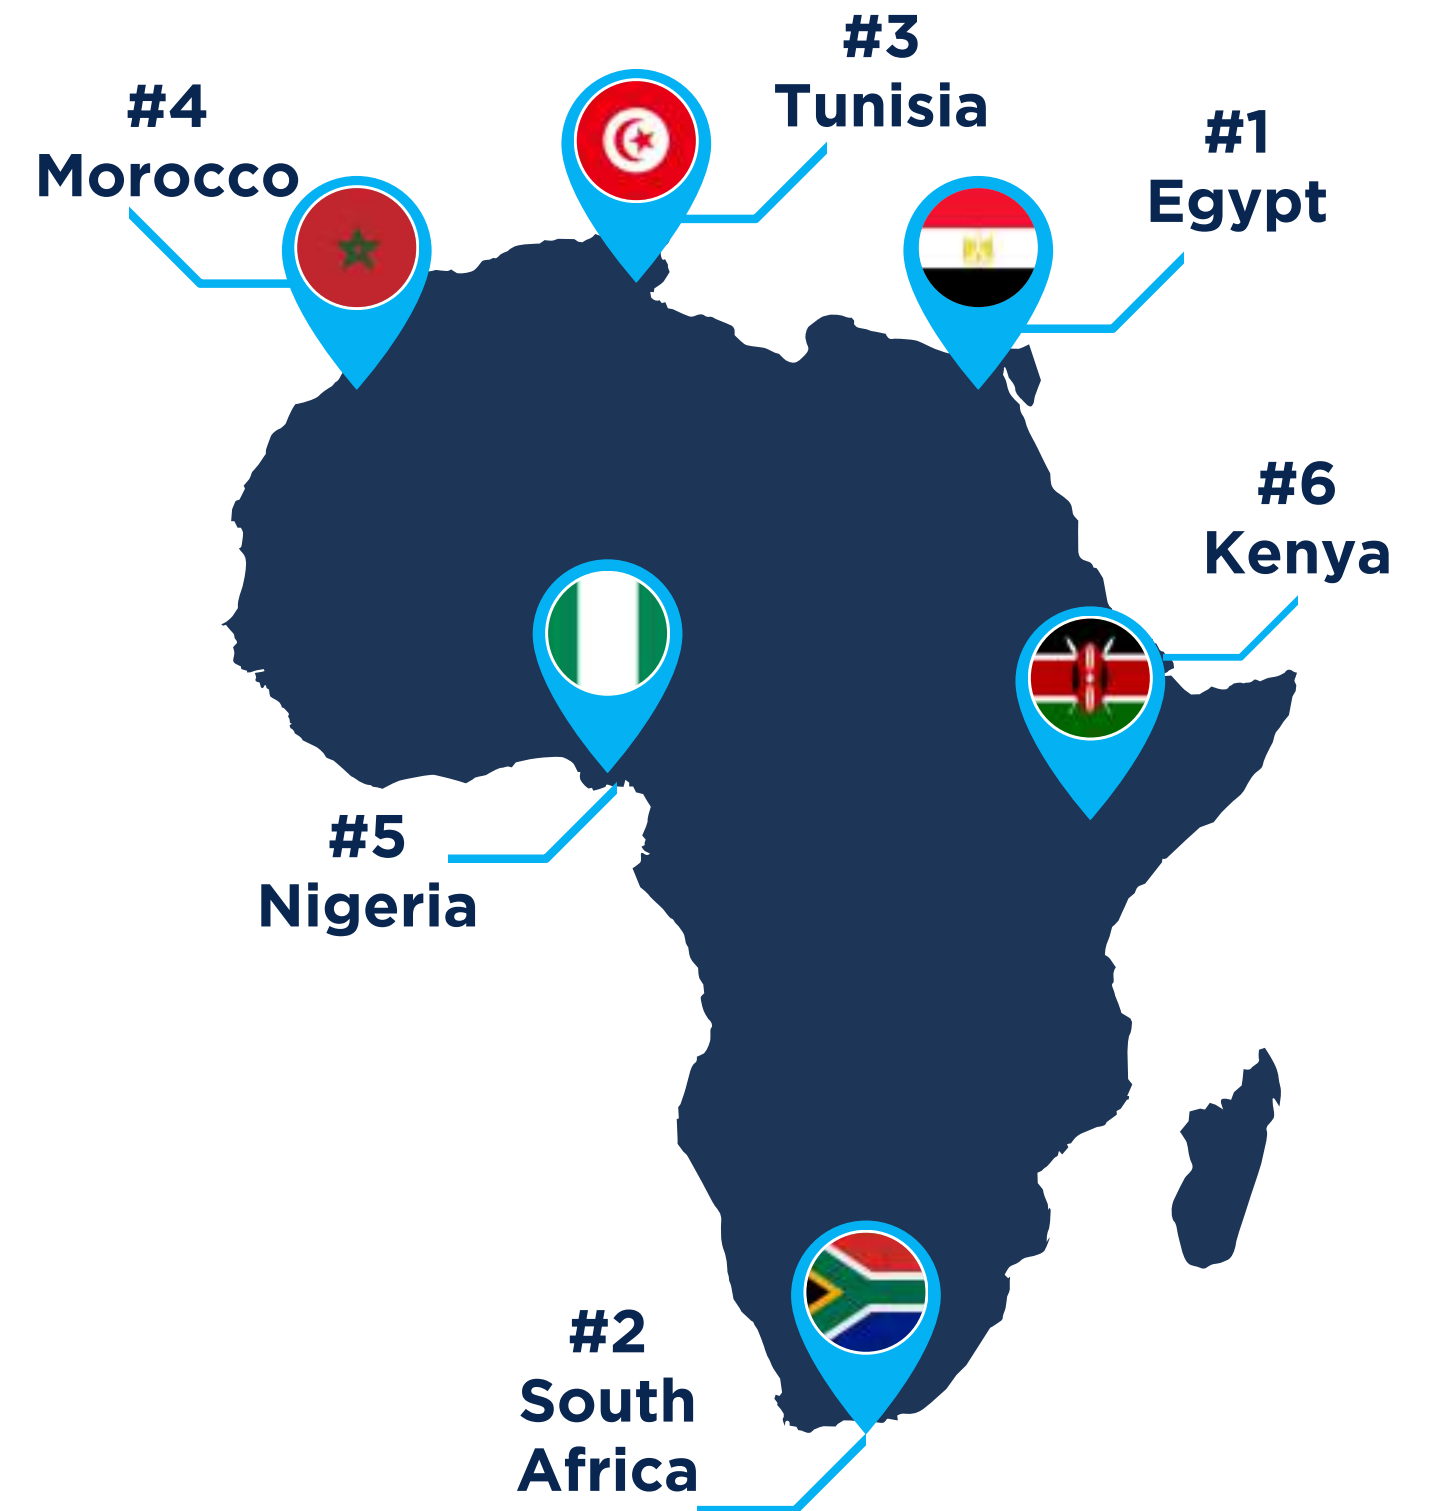 #3
Tunisia
#4
Morocco
#1
Egypt
#6
Kenya
#5
Nigeria
#2
South
Africa